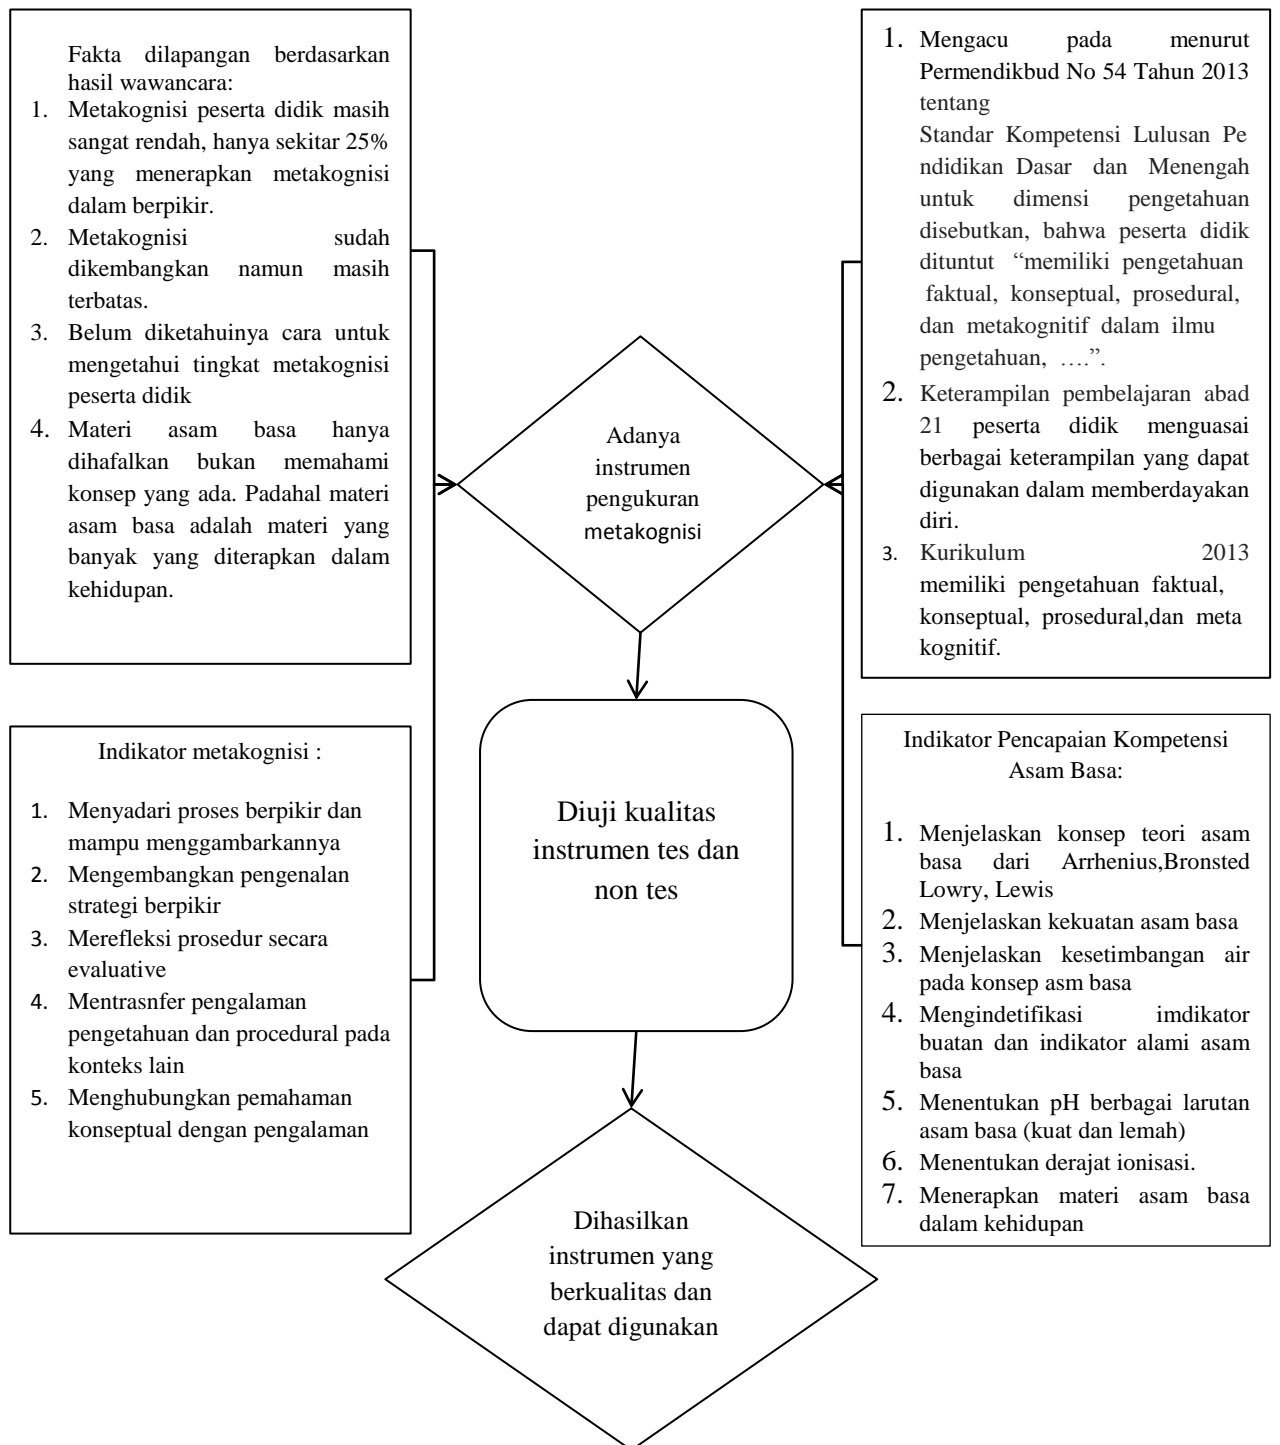 Fakta dilapangan berdasarkan
hasil wawancara:
1. Metakognisi peserta didik masih
sangat rendah, hanya sekitar 25%
yang menerapkan metakognisi
dalam berpikir.
2. Metakognisi sudah
dikembangkan namun masih
terbatas.
3. Belum diketahuinya cara untuk
mengetahui tingkat metakognisi
peserta didik
4. Materi asam basa hanya
dihafalkan bukan memahami
konsep yang ada. Padahal materi
asam basa adalah materi yang
banyak yang diterapkan dalam
kehidupan.
1. Mengacu pada menurut
Permendikbud No 54 Tahun 2013
tentang
Standar Kompetensi Lulusan Pe
ndidikan Dasar dan Menengah
untuk dimensi pengetahuan
disebutkan, bahwa peserta didik
dituntut “memiliki pengetahuan
faktual, konseptual, prosedural,
dan metakognitif dalam ilmu
pengetahuan, ….”.
2. Keterampilan pembelajaran abad
21 peserta didik menguasai
berbagai keterampilan yang dapat
digunakan dalam memberdayakan
diri.
3. Kurikulum 2013
memiliki pengetahuan faktual,
konseptual, prosedural,dan meta
kognitif.
Adanya
instrumen
pengukuran
metakognisi
Indikator metakognisi :
1. Menyadari proses berpikir dan
mampu menggambarkannya
2. Mengembangkan pengenalan
strategi berpikir
3. Merefleksi prosedur secara
evaluative
4. Mentrasnfer pengalaman
pengetahuan dan procedural pada
konteks lain
5. Menghubungkan pemahaman
konseptual dengan pengalaman
Diuji kualitas
instrumen tes dan
non tes
Indikator Pencapaian Kompetensi
Asam Basa:
1. Menjelaskan konsep teori asam
basa dari Arrhenius,Bronsted
Lowry, Lewis
2. Menjelaskan kekuatan asam basa
3. Menjelaskan kesetimbangan air
pada konsep asm basa
4. Mengindetifikasi imdikator
buatan dan indikator alami asam
basa
5. Menentukan pH berbagai larutan
asam basa (kuat dan lemah)
6. Menentukan derajat ionisasi.
7. Menerapkan materi asam basa
dalam kehidupan
Dihasilkan
instrumen yang
berkualitas dan
dapat digunakan